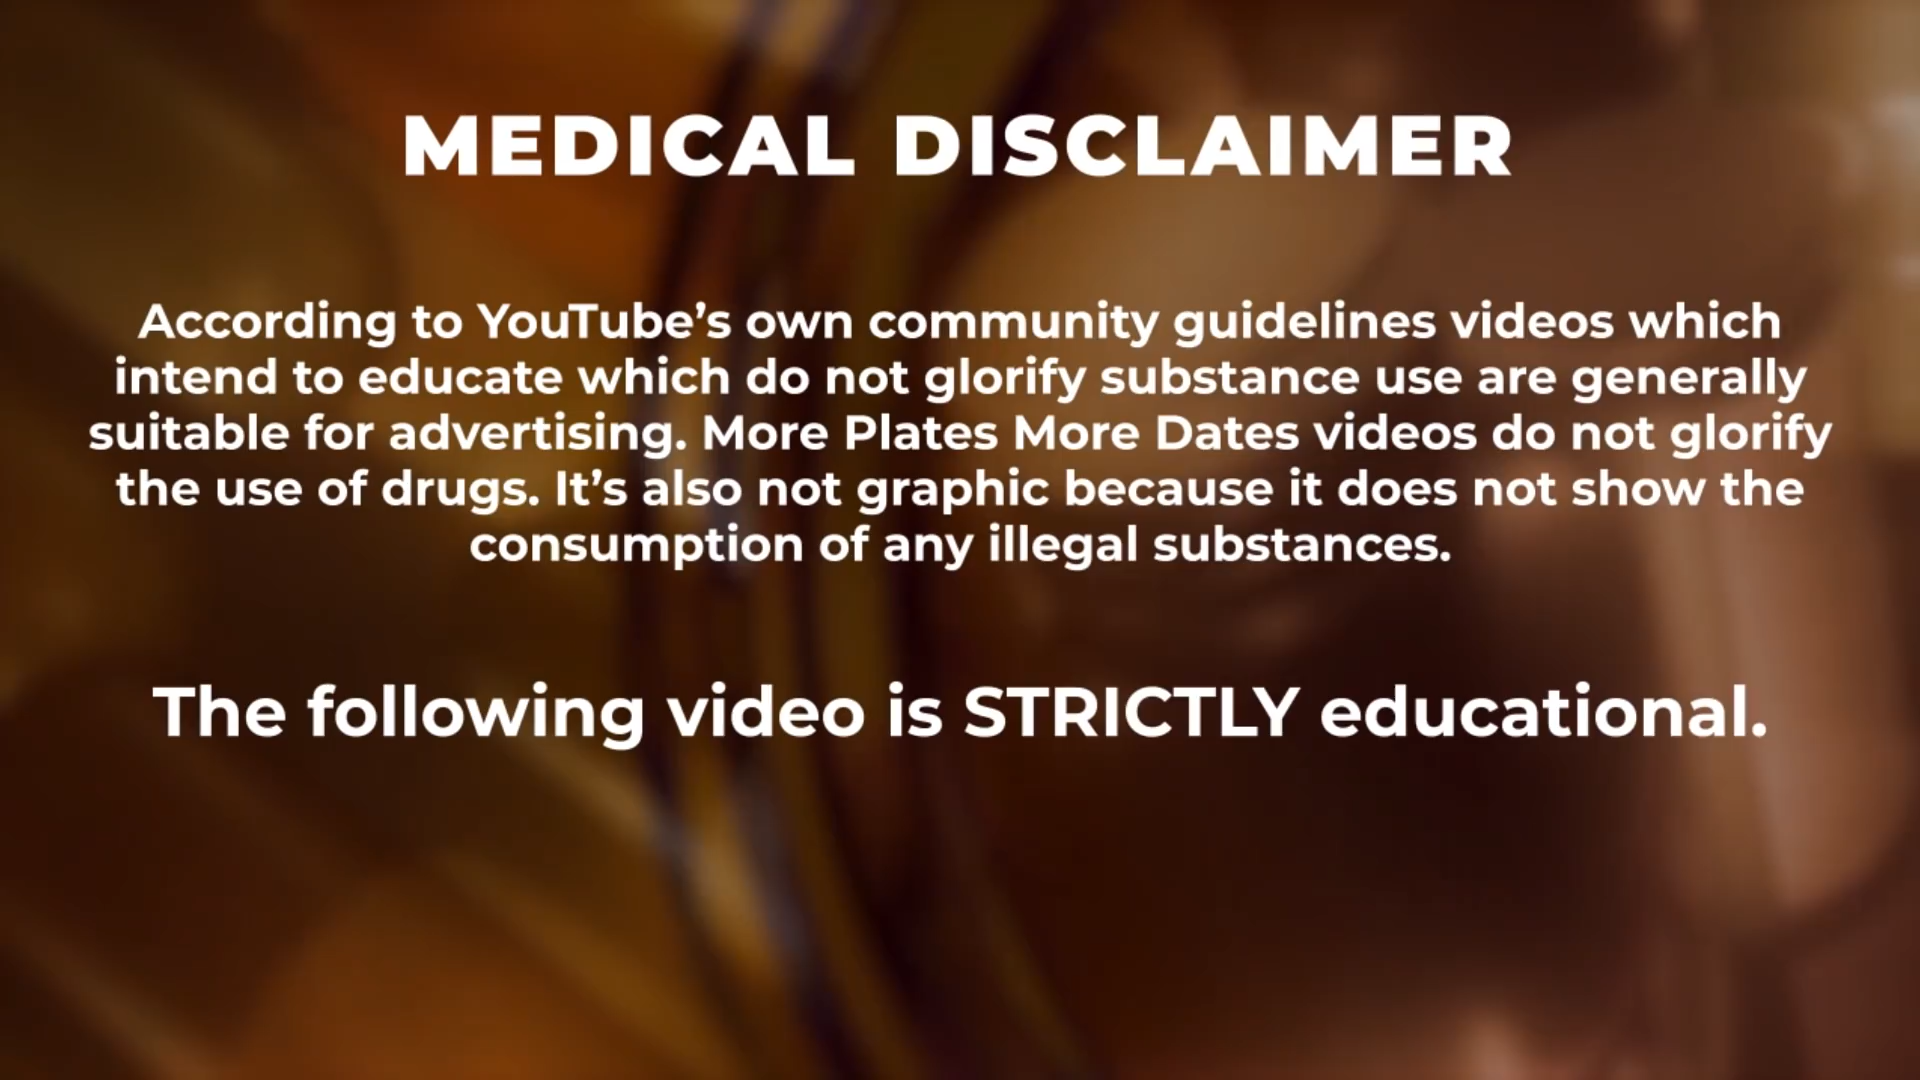 MEDICAL DISCLAIMER
According to YouTube’s own community guidelines videos which
intend to educate which do not glorify substance use are generally
suitable for advertising. More Plates More Dates videos do not glorify
the use of drugs. It’s also not graphic because it does not show the
consumption of any illegal substances.
The following video is STRICTLY educational.